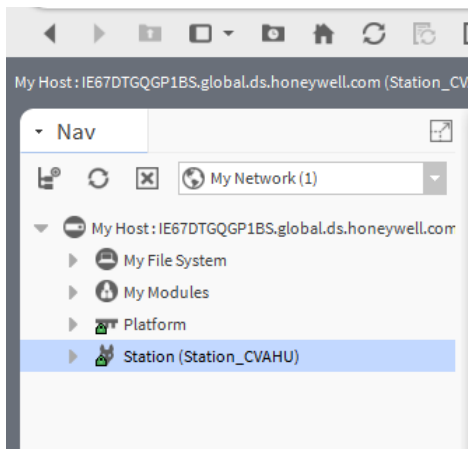 My Host : IE67DTGQGP1BS.global.ds.honeywell.com (Station_CV
Nav
My Network (1)
My Host : IE67DTGQGP1BS.global.ds.honeywell.com
My File System
My Modules
Platform
Station (Station_CVAHU)